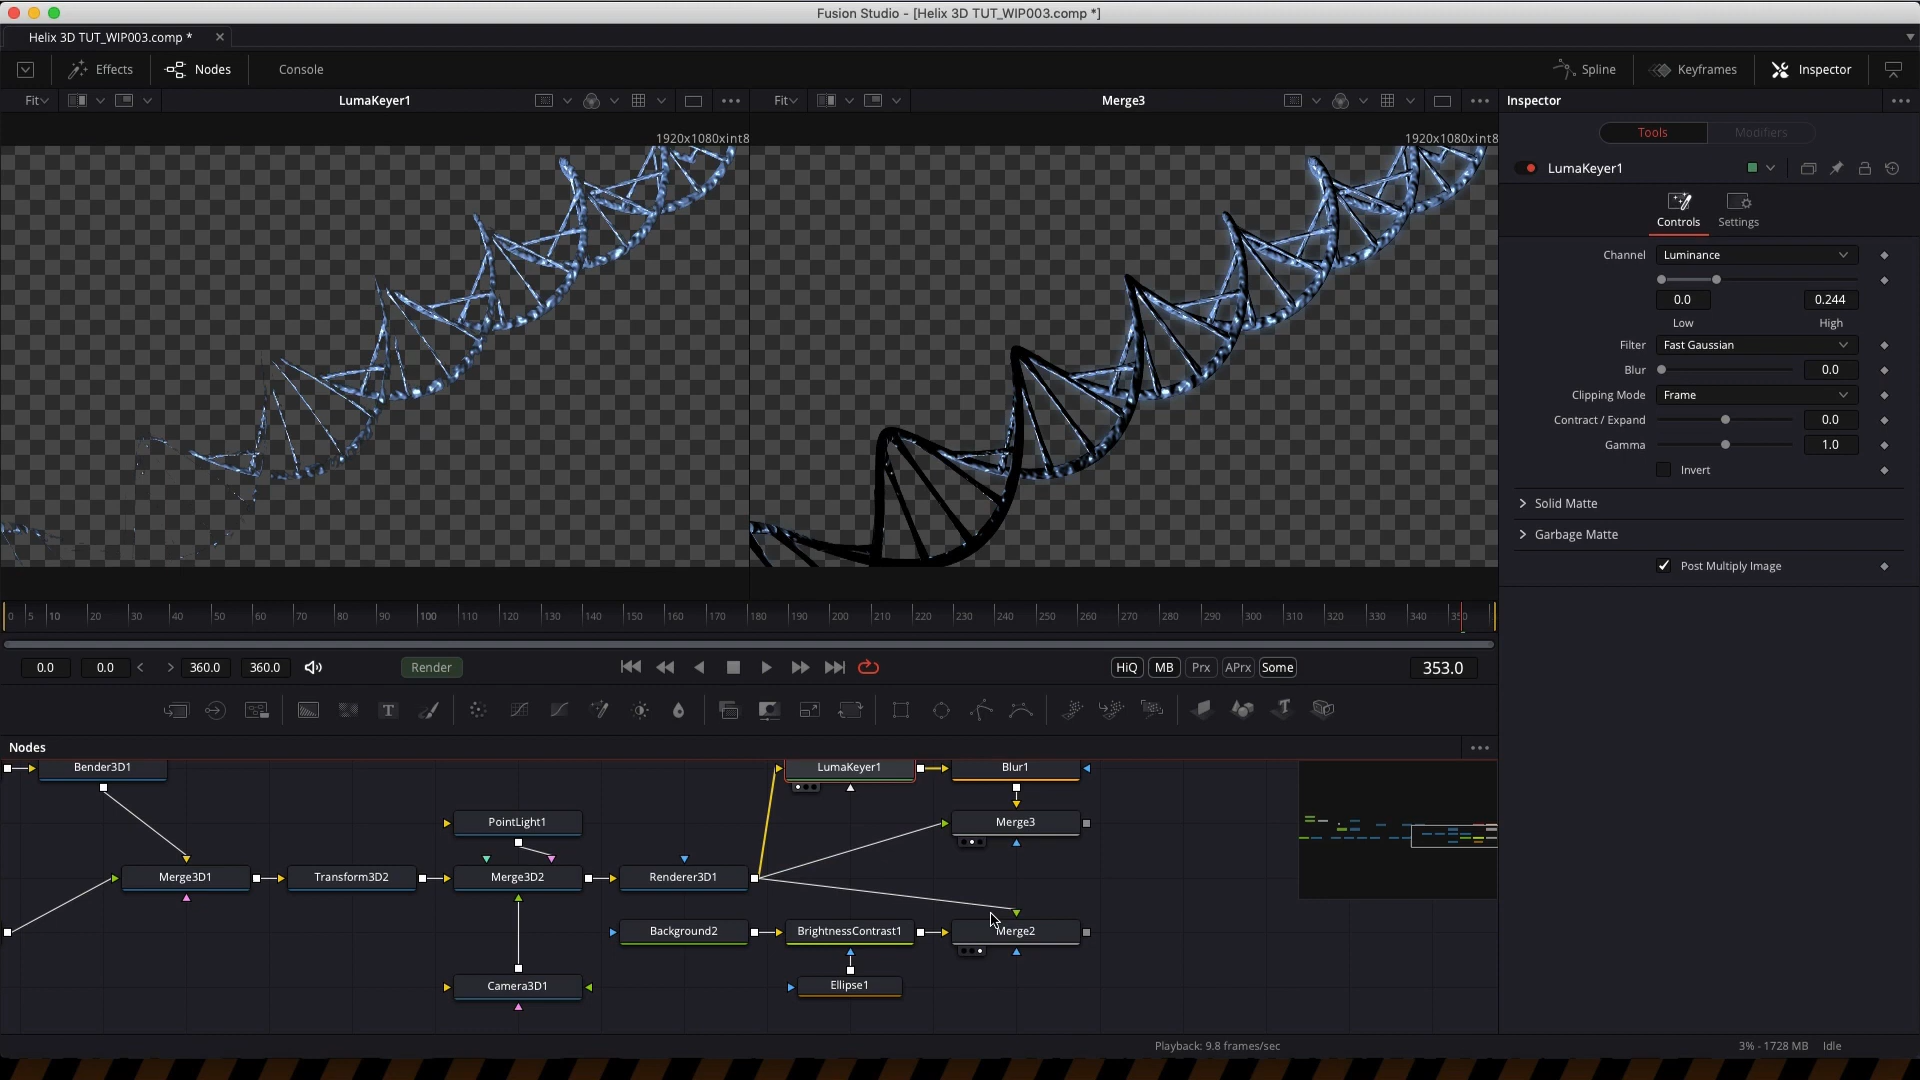 Fusion Studio - [Helix 3D TUT_WIP003.comp *]
Helix 3D TUT_WIP003.comp *
Effects Nodes Console Spline Keyframes Inspector
Fit LumaKeyer1 Fit Merge3 Inspector
1920x1080xint8 1920x1080xint8
Tools Modifiers
LumaKeyer1
Controls Settings
Channel Luminance
0.0 0.244
Low High
Filter Fast Gaussian
Blur 0.0
Clipping Mode Frame
Contract / Expand 0.0
Gamma 1.0
Invert
Solid Matte
Garbage Matte
Post Multiply Image
0 5 10 20 30 40 50 60 70 80 90 100 110 120 130 140 150 160 170 180 190 200 210 220 230 240 250 260 270 280 290 300 310 320 330 340 350
0.0 0.0 360.0 360.0 Render HiQ MB Prx APrx Some 353.0
Nodes
Bender3D1 LumaKeyer1 Blur1
PointLight1 Merge3
Merge3D1 Transform3D2 Merge3D2 Renderer3D1
Background2 BrightnessContrast1 Merge2
Camera3D1 Ellipse1
Playback: 9.8 frames/sec 3% - 1728 MB Idle